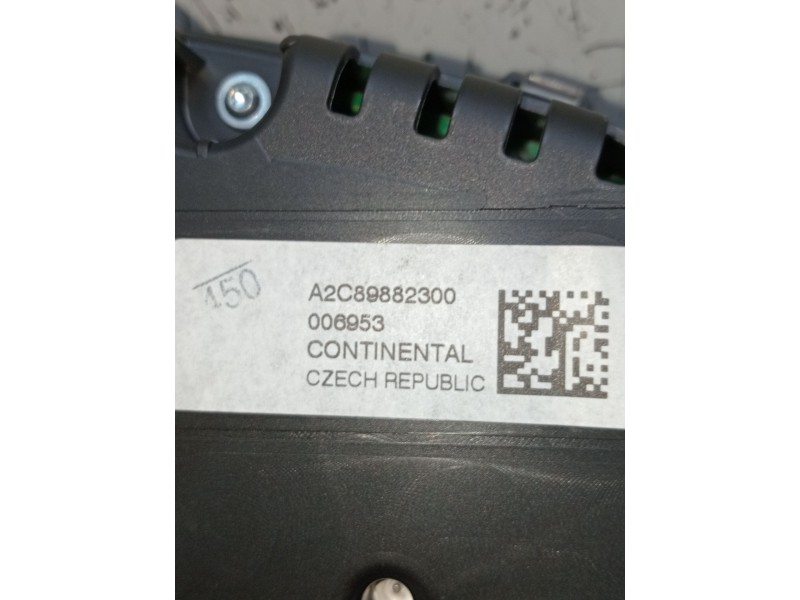 150
A2C89882300
006953
CONTINENTAL
CZECH REPUBLIC